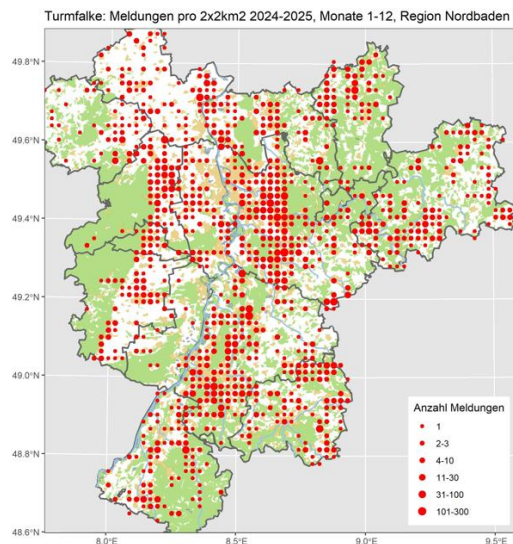 Turmfalke: Meldungen pro 2x2km2 2024-2025, Monate 1-12, Region Nordbaden
49.8°N
49.6°N
49.4°N
49.2°N
49.0°N
48.8°N
48.6°N
8.0°E
8.5°E
9.0°E
9.5°E
Anzahl Meldungen
1
2-3
4-10
11-30
31-100
101-300